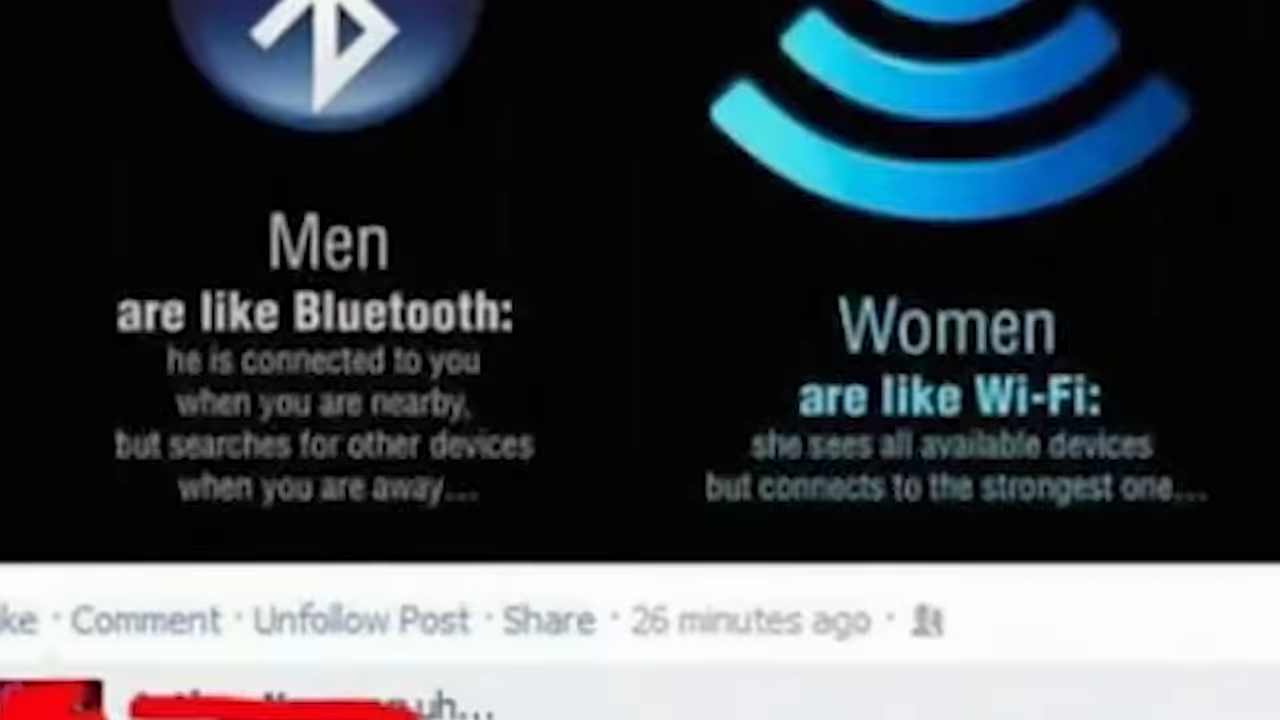 Men
are like Bluetooth:
he is connected to you
when you are nearby,
but searches for other devices
when you are away...
Women
are like Wi-Fi:
she sees all available devices
but connects to the strongest one...
ke · Comment · Unfollow Post · Share · 26 minutes ago ·
uh...